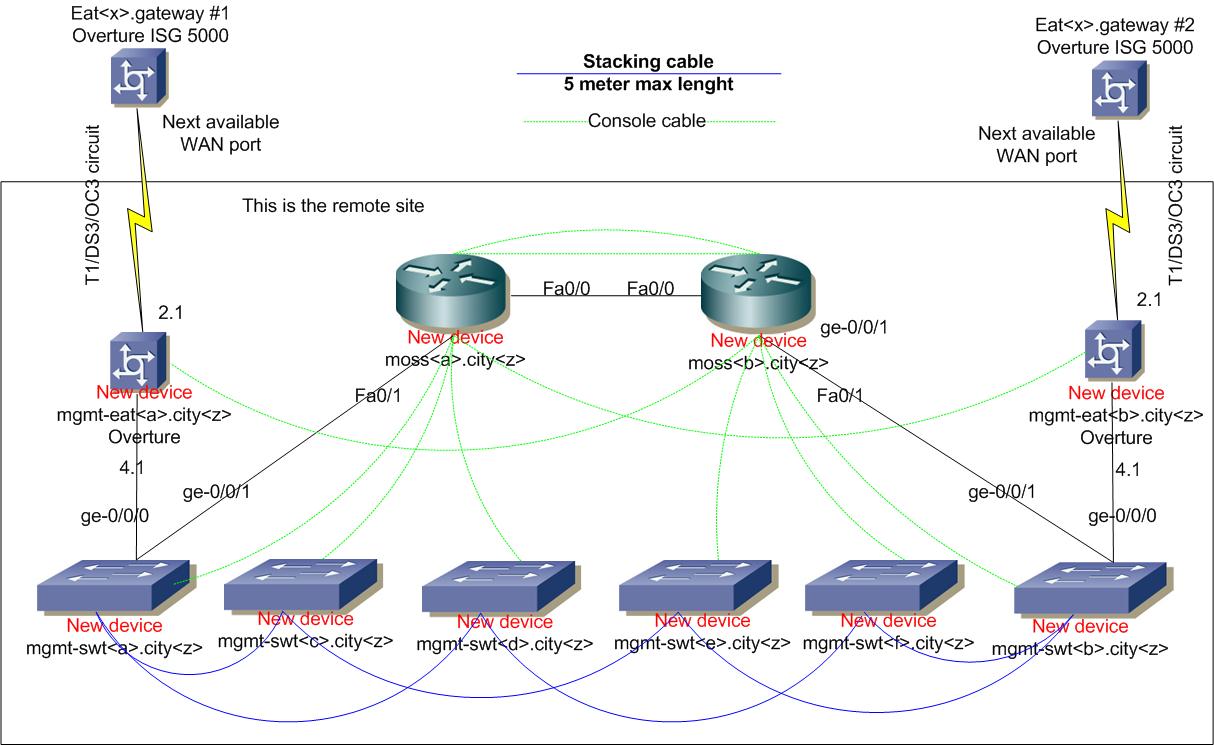 Eat<x>.gateway #1
Overture ISG 5000
Eat<x>.gateway #2
Overture ISG 5000
Stacking cable
5 meter max lenght
Console cable
Next available
WAN port
Next available
WAN port
T1/DS3/OC3 circuit
T1/DS3/OC3 circuit
This is the remote site
2.1
2.1
Fa0/0
Fa0/0
ge-0/0/1
New device
moss<a>.city<z>
New device
moss<b>.city<z>
New device
mgmt-eat<a>.city<z>
Overture
New device
mgmt-eat<b>.city<z>
Overture
Fa0/1
Fa0/1
4.1
4.1
ge-0/0/1
ge-0/0/1
ge-0/0/0
ge-0/0/0
New device
mgmt-swt<a>.city<z>
New device
mgmt-swt<c>.city<z>
New device
mgmt-swt<d>.city<z>
New device
mgmt-swt<e>.city<z>
New device
mgmt-swt<f>.city<z>
New device
mgmt-swt<b>.city<z>